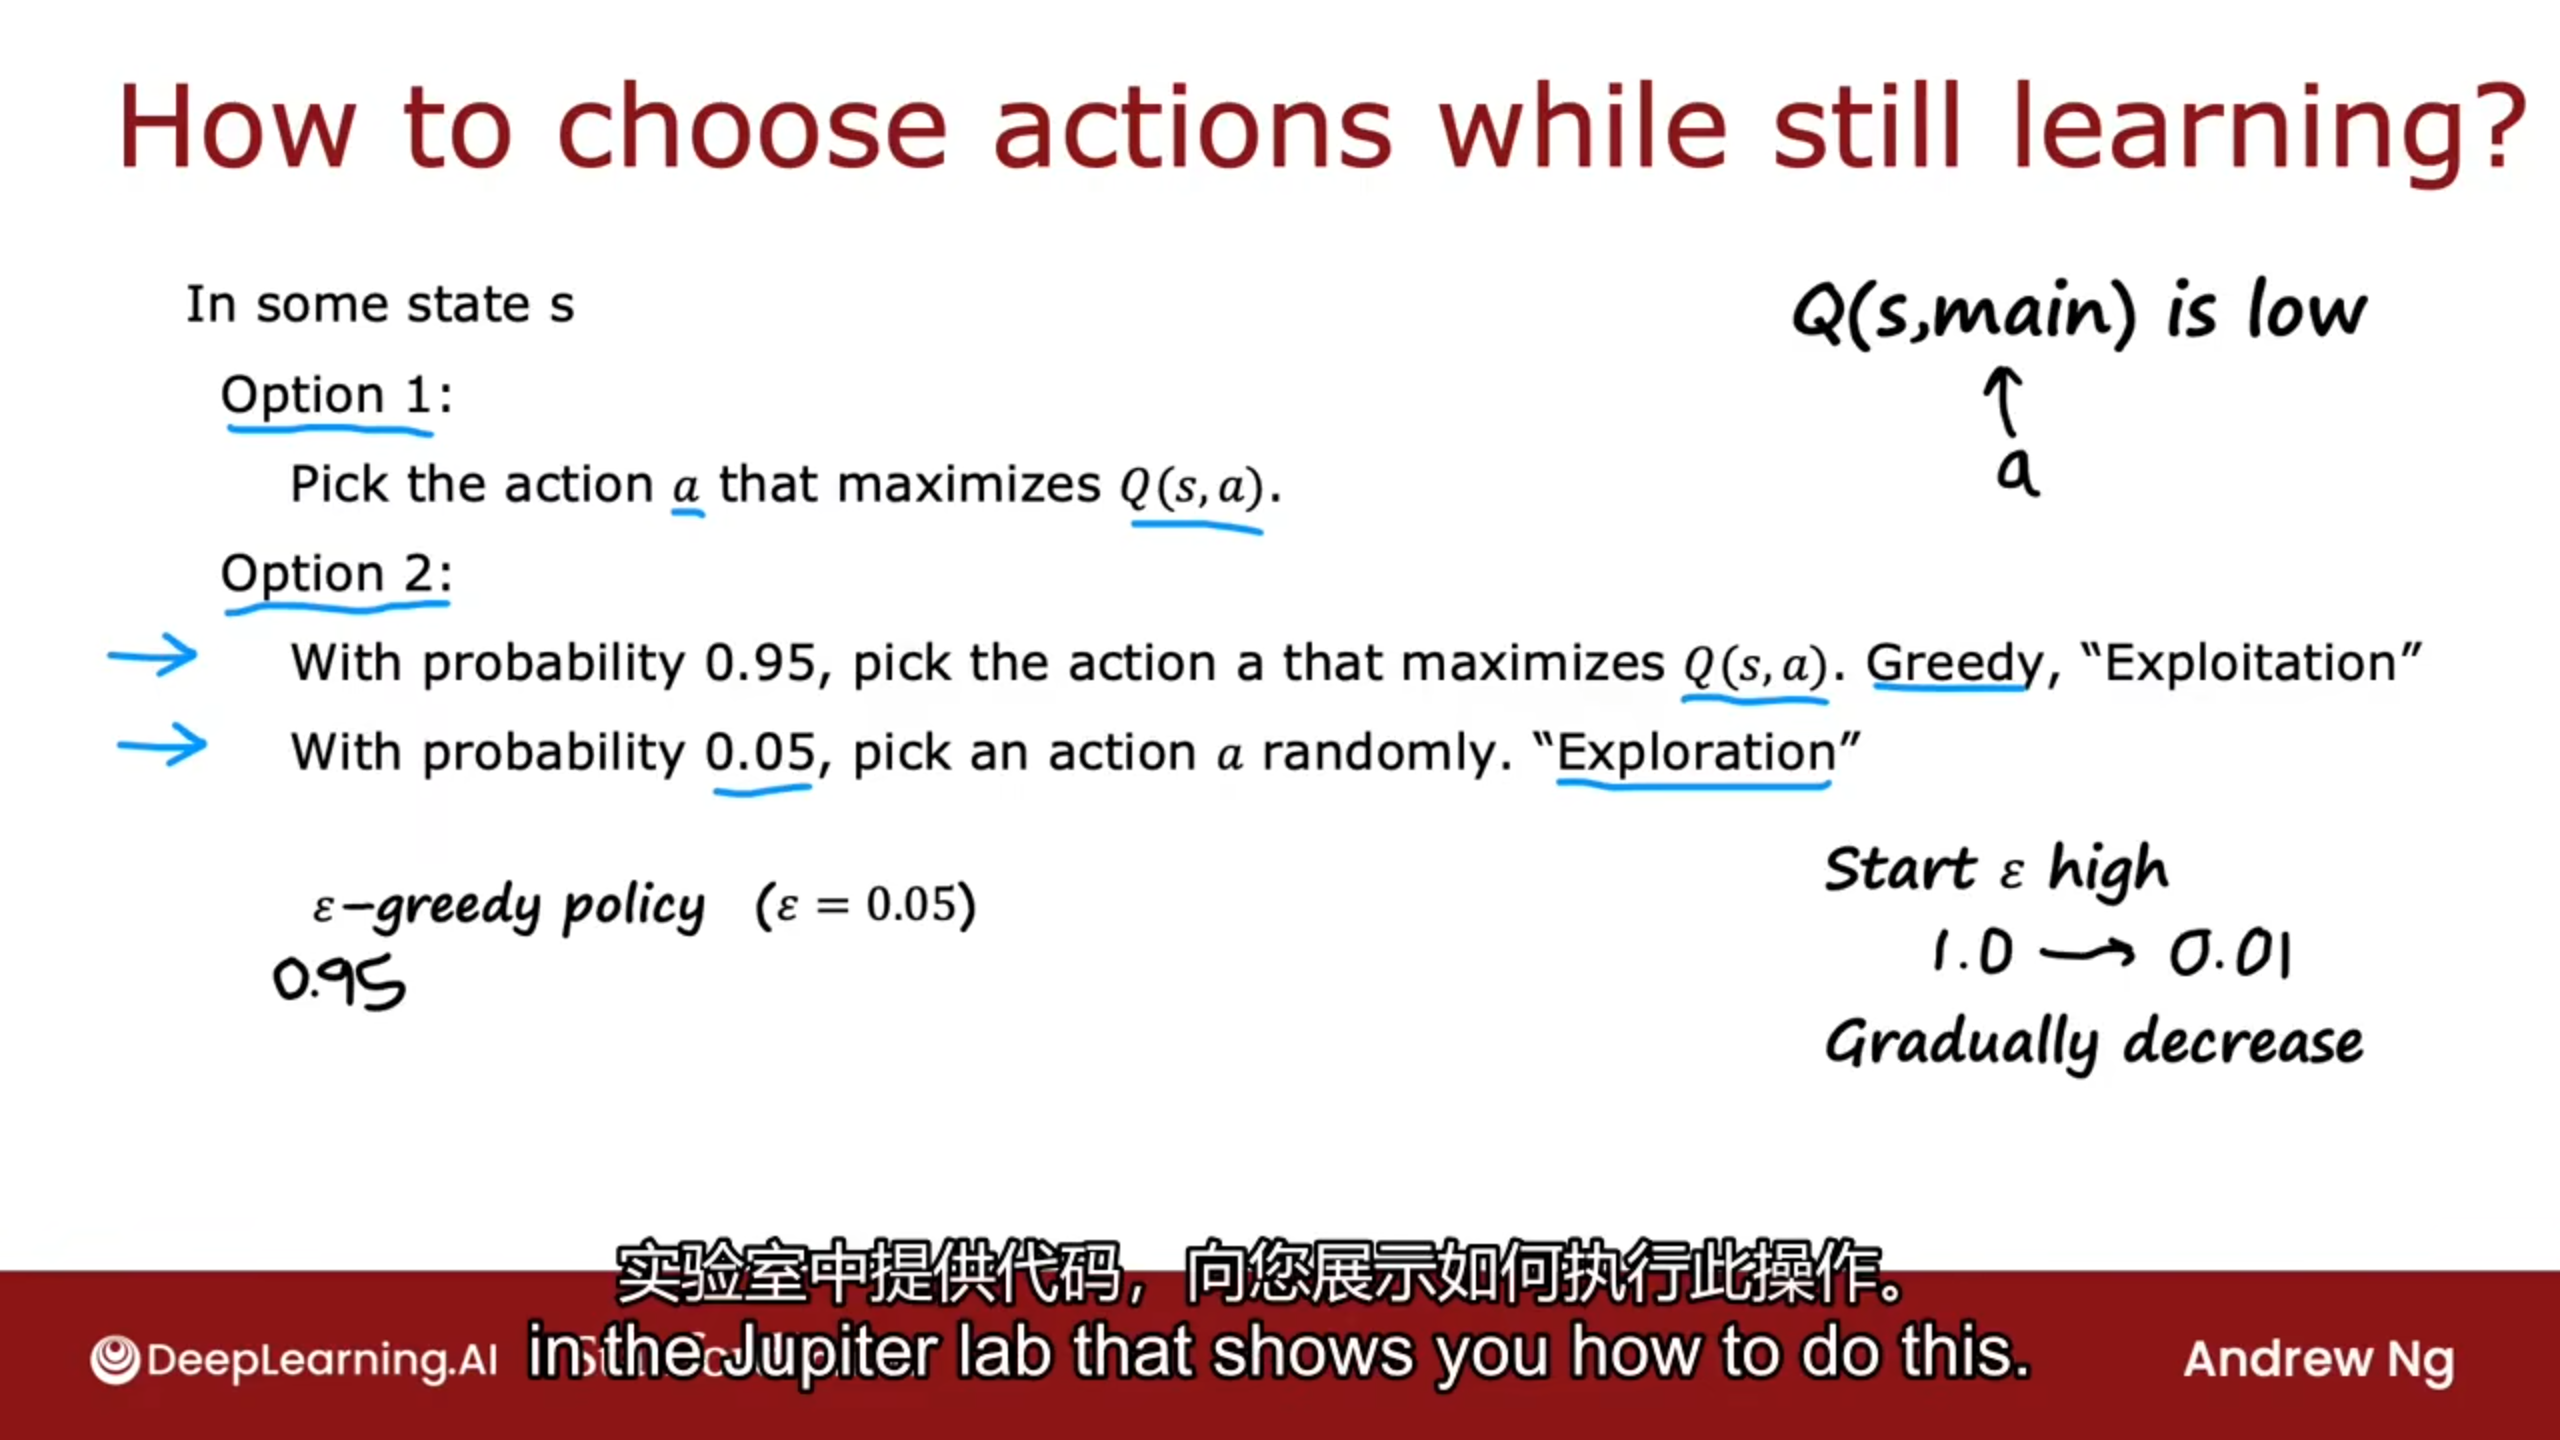 How to choose actions while still learning?
In some state s
Q(s,main) is low
Option 1:
a
Pick the action a that maximizes Q(s, a).
Option 2:
With probability 0.95, pick the action a that maximizes Q(s, a). Greedy, “Exploitation”
With probability 0.05, pick an action a randomly. “Exploration”
ε–greedy policy (ε = 0.05)
0.95
Start ε high
1.0 → 0.01
Gradually decrease
实验室中提供代码，向您展示如何执行此操作。
in the Jupiter lab that shows you how to do this.
DeepLearning.AI
Andrew Ng